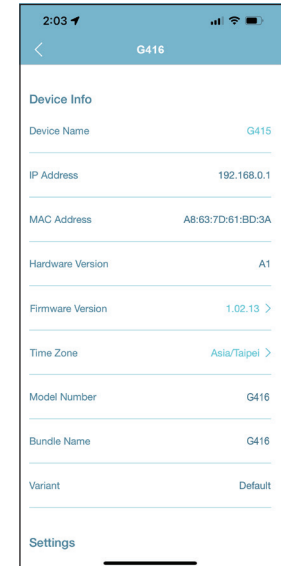 2:03
G416
Device Info
Device Name G415
IP Address 192.168.0.1
MAC Address A8:63:7D:61:BD:3A
Hardware Version A1
Firmware Version 1.02.13
Time Zone Asia/Taipei
Model Number G416
Bundle Name G416
Variant Default
Settings